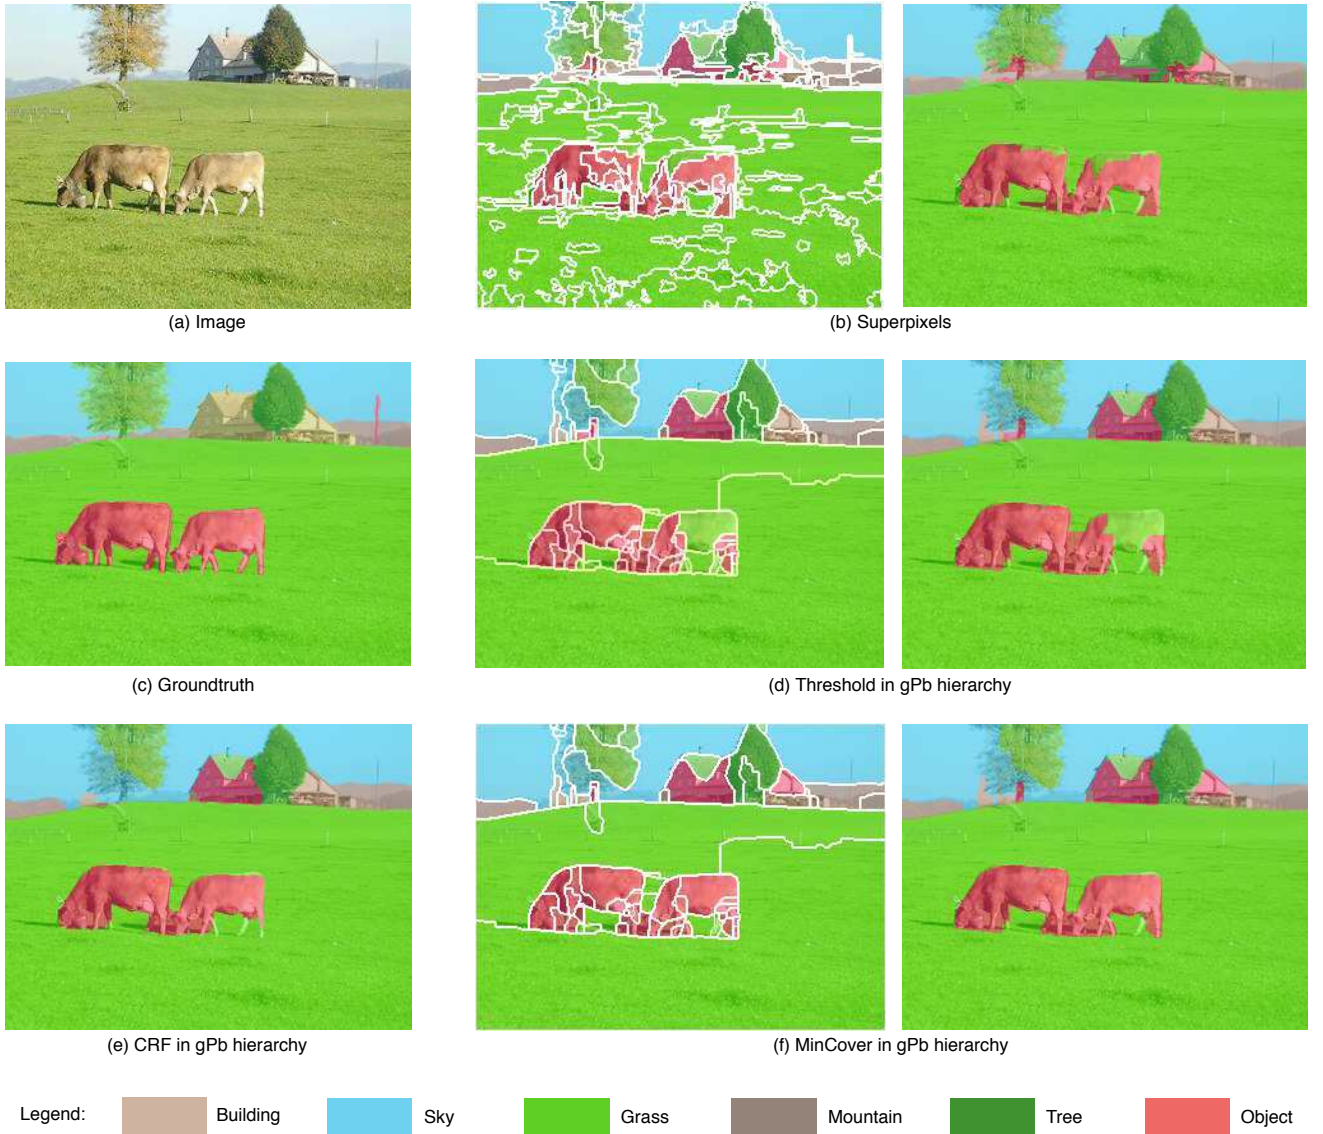 (a) Image
(b) Superpixels
(c) Groundtruth
(d) Threshold in gPb hierarchy
(e) CRF in gPb hierarchy
(f) MinCover in gPb hierarchy
Legend: Building Sky Grass Mountain Tree Object